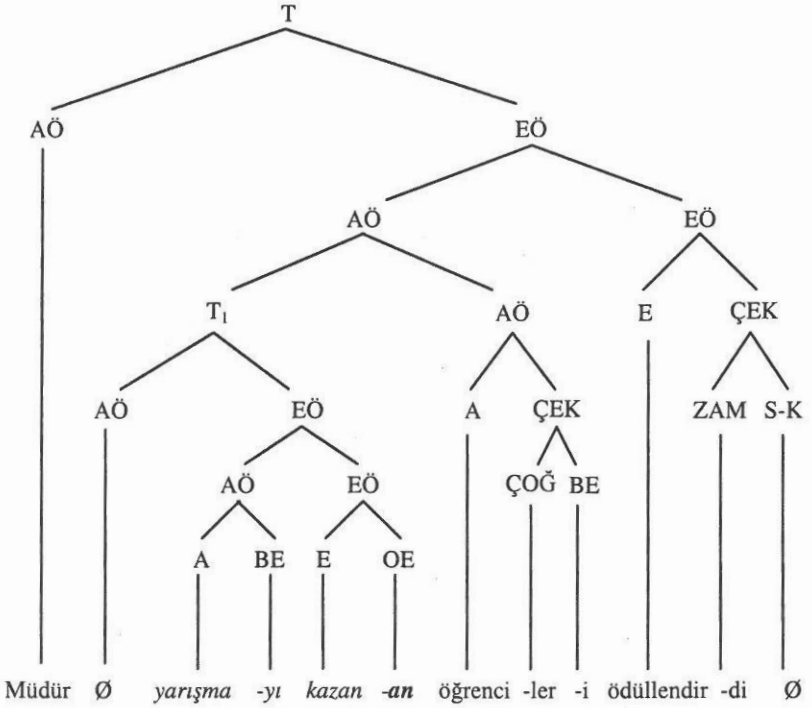 T
AÖ EÖ
AÖ EÖ
T₁ AÖ E ÇEK
AÖ EÖ A ÇEK ZAM S-K
AÖ EÖ ÇOĞ BE
A BE E OE
Müdür Ø yarışma -yı kazan -an öğrenci -ler -i ödüllendir -di Ø